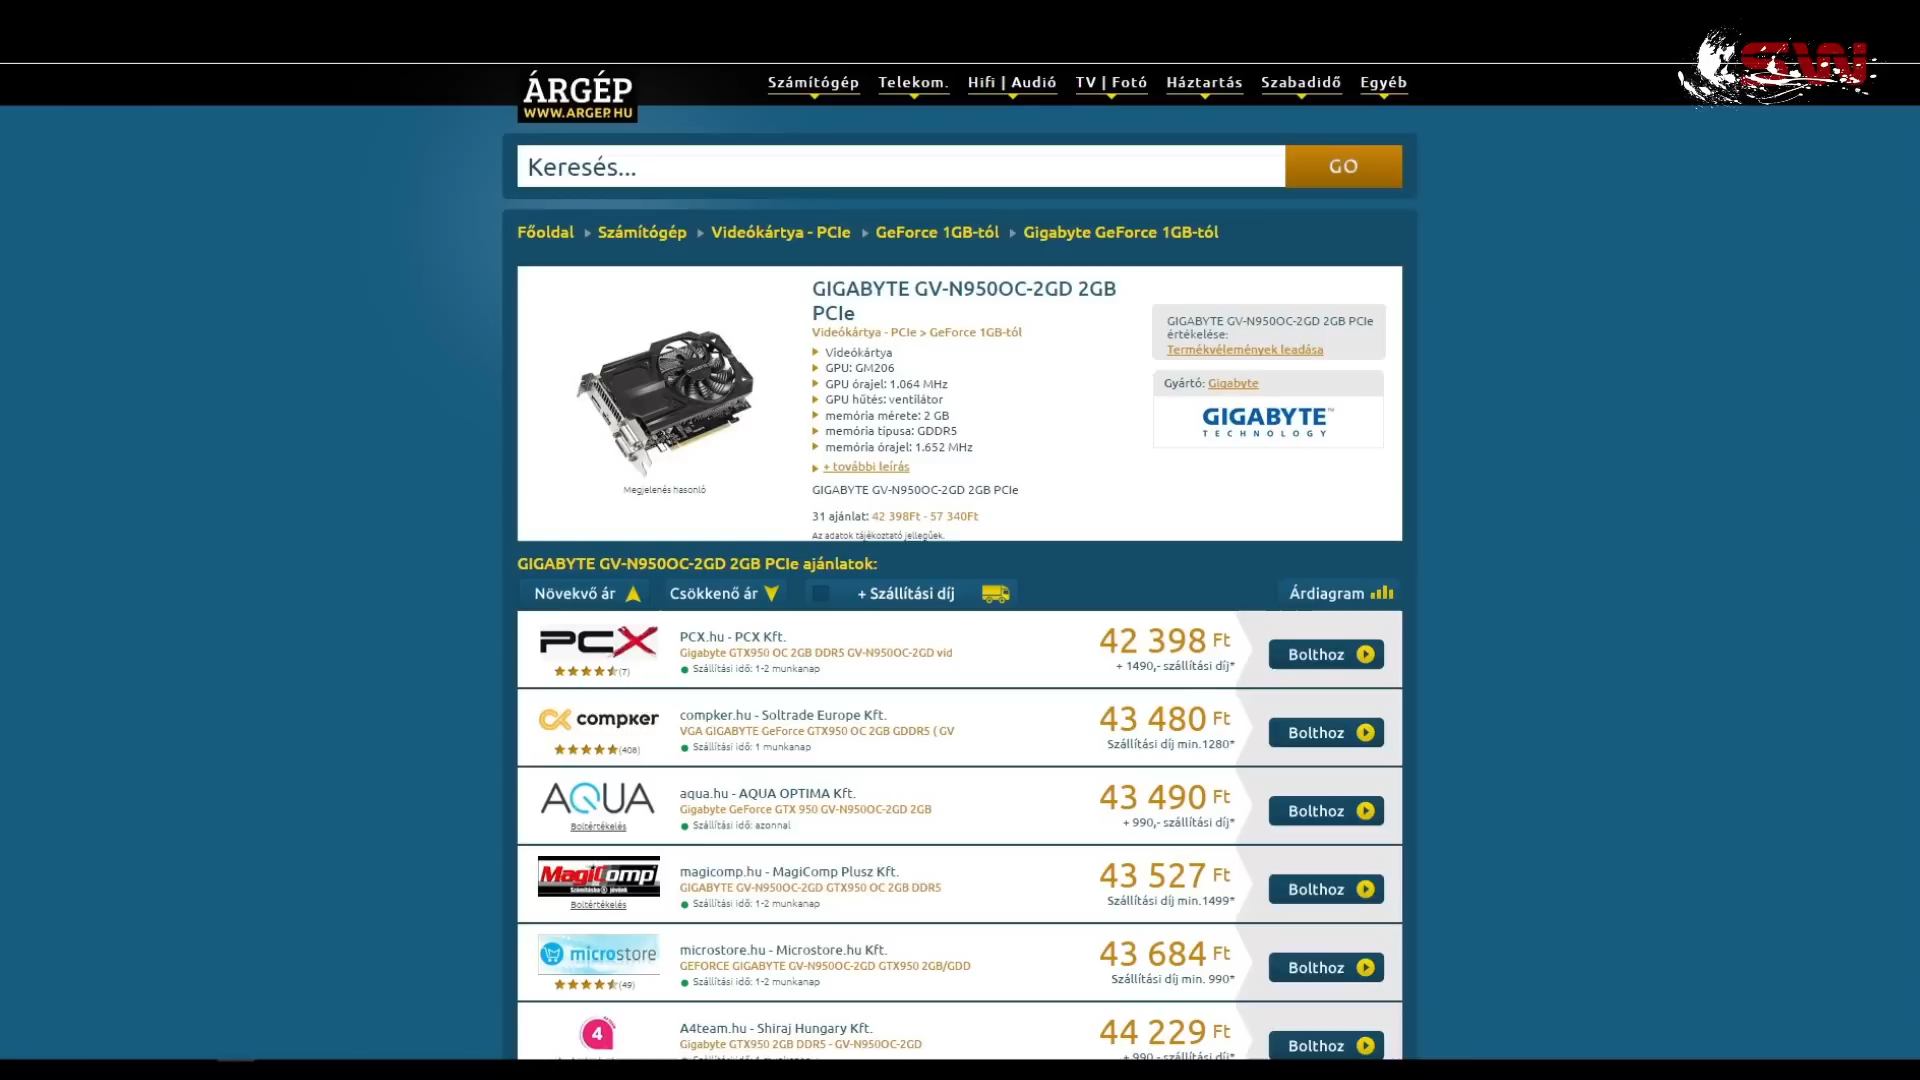 SW
ÁRGÉP
WWW.ARGEP.HU
Számítógép Telekom. Hifi | Audió TV | Fotó Háztartás Szabadidő Egyéb
Keresés...
GO
Főoldal Számítógép Videókártya - PCIe GeForce 1GB-tól Gigabyte GeForce 1GB-tól
GIGABYTE GV-N950OC-2GD 2GB
PCIe
Videókártya - PCIe > GeForce 1GB-tól
Videókártya
GPU: GM206
GPU órajel: 1.064 MHz
GPU hűtés: ventilátor
memória mérete: 2 GB
memória típusa: GDDR5
memória órajel: 1.652 MHz
+ további leírás
GIGABYTE GV-N950OC-2GD 2GB PCIe
31 ajánlat: 42 398Ft - 57 340Ft
Az adatok tájékoztató jellegűek.
Megjelenés hasonló
GIGABYTE GV-N950OC-2GD 2GB PCIe
értékelése:
Termékvélemények leadása
Gyártó: Gigabyte
GIGABYTE™
TECHNOLOGY
GIGABYTE GV-N950OC-2GD 2GB PCIe ajánlatok:
Növekvő ár Csökkenő ár + Szállítási díj Árdiagram
PCX
(7)
PCX.hu - PCX Kft.
Gigabyte GTX950 OC 2GB DDR5 GV-N950OC-2GD vid
Szállítási idő: 1-2 munkanap
42 398 Ft
+ 1490,- szállítási díj*
Bolthoz
compker
(408)
compker.hu - Soltrade Europe Kft.
VGA GIGABYTE GeForce GTX950 OC 2GB GDDR5 ( GV
Szállítási idő: 1 munkanap
43 480 Ft
Szállítási díj min.1280*
Bolthoz
AQUA
Boltértékelés
aqua.hu - AQUA OPTIMA Kft.
Gigabyte GeForce GTX 950 GV-N950OC-2GD 2GB
Szállítási idő: azonnal
43 490 Ft
+ 990,- szállítási díj*
Bolthoz
MagiComp
Boltértékelés
magicomp.hu - MagiComp Plusz Kft.
GIGABYTE GV-N950OC-2GD GTX950 OC 2GB DDR5
Szállítási idő: 1-2 munkanap
43 527 Ft
Szállítási díj min.1499*
Bolthoz
microstore
(49)
microstore.hu - Microstore.hu Kft.
GEFORCE GIGABYTE GV-N950OC-2GD GTX950 2GB/GDD
Szállítási idő: 1-2 munkanap
43 684 Ft
Szállítási díj min. 990*
Bolthoz
4
A4team.hu - Shiraj Hungary Kft.
Gigabyte GTX950 2GB DDR5 - GV-N950OC-2GD
44 229 Ft
+ 990,- szállítási díj*
Bolthoz